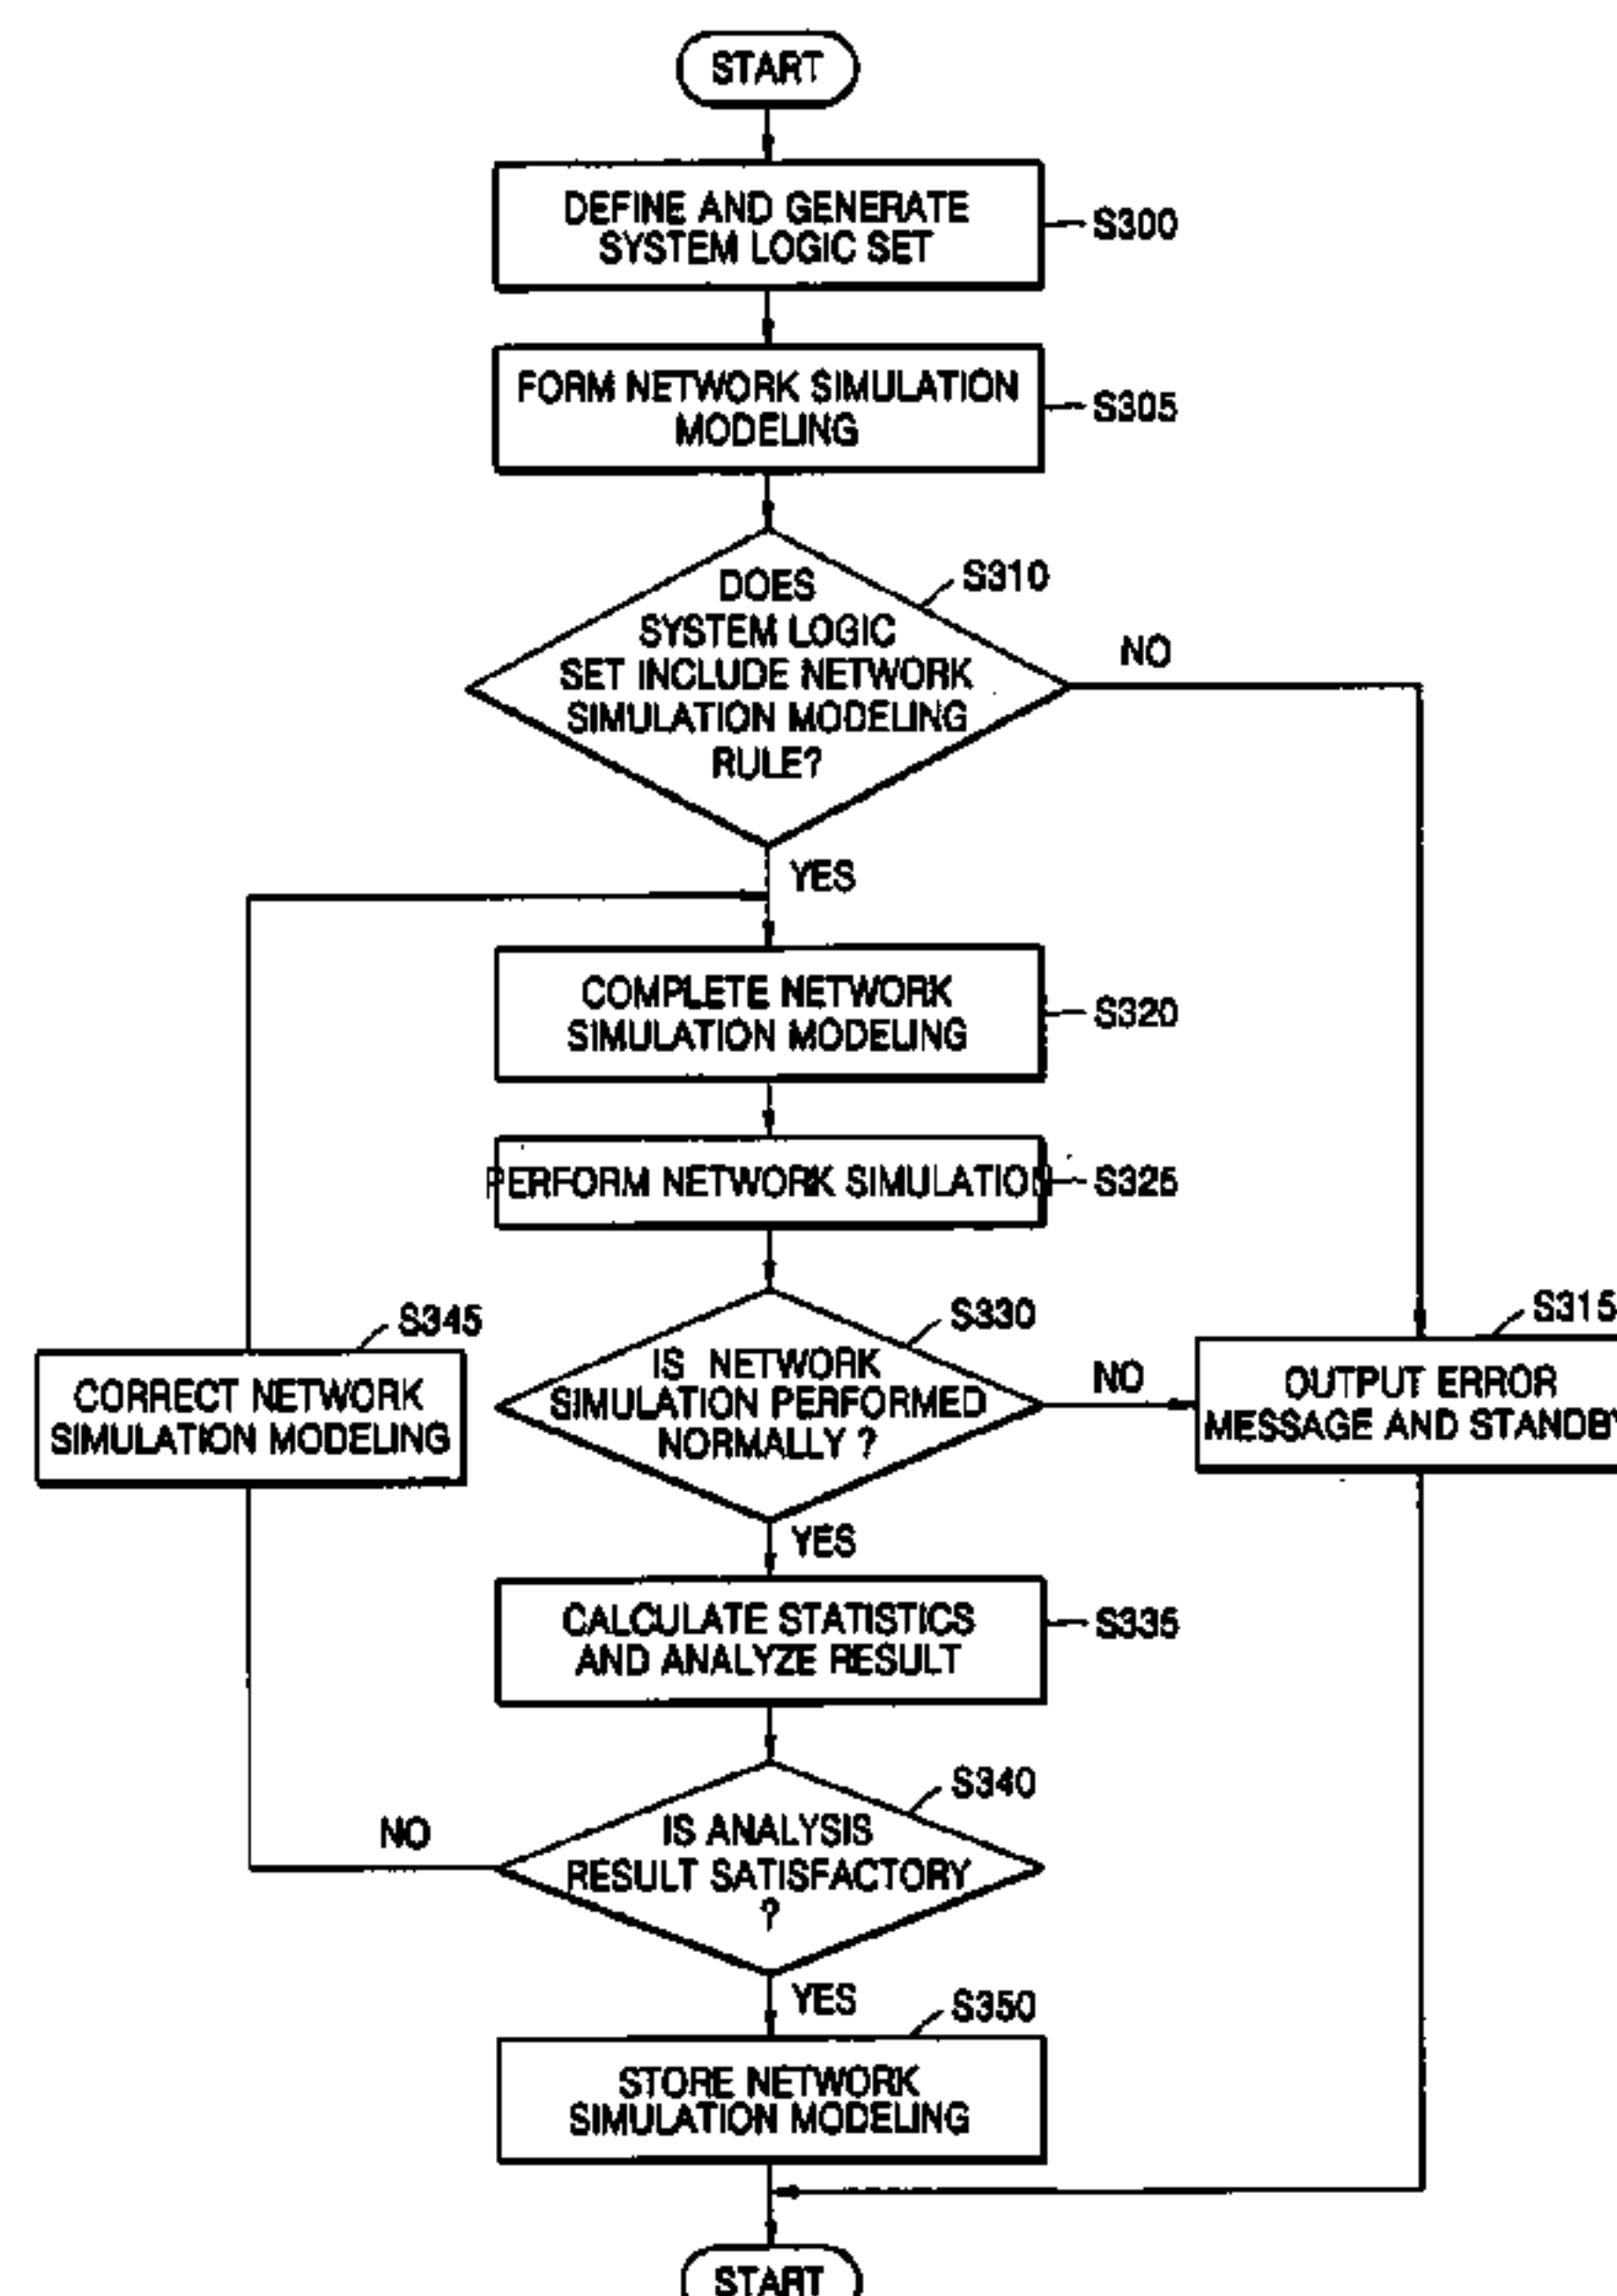 START
DEFINE AND GENERATE
SYSTEM LOGIC SET
S300
FORM NETWORK SIMULATION
MODELING
S305
DOES
SYSTEM LOGIC
SET INCLUDE NETWORK
SIMULATION MODELING
RULE?
S310
NO
YES
COMPLETE NETWORK
SIMULATION MODELING
S320
PERFORM NETWORK SIMULATION
S325
S345
CORRECT NETWORK
SIMULATION MODELING
IS NETWORK
SIMULATION PERFORMED
NORMALLY ?
S330
NO
S315
OUTPUT ERROR
MESSAGE AND STANDBY
YES
CALCULATE STATISTICS
AND ANALYZE RESULT
S335
IS ANALYSIS
RESULT SATISFACTORY
?
S340
NO
YES
S350
STORE NETWORK
SIMULATION MODELING
START